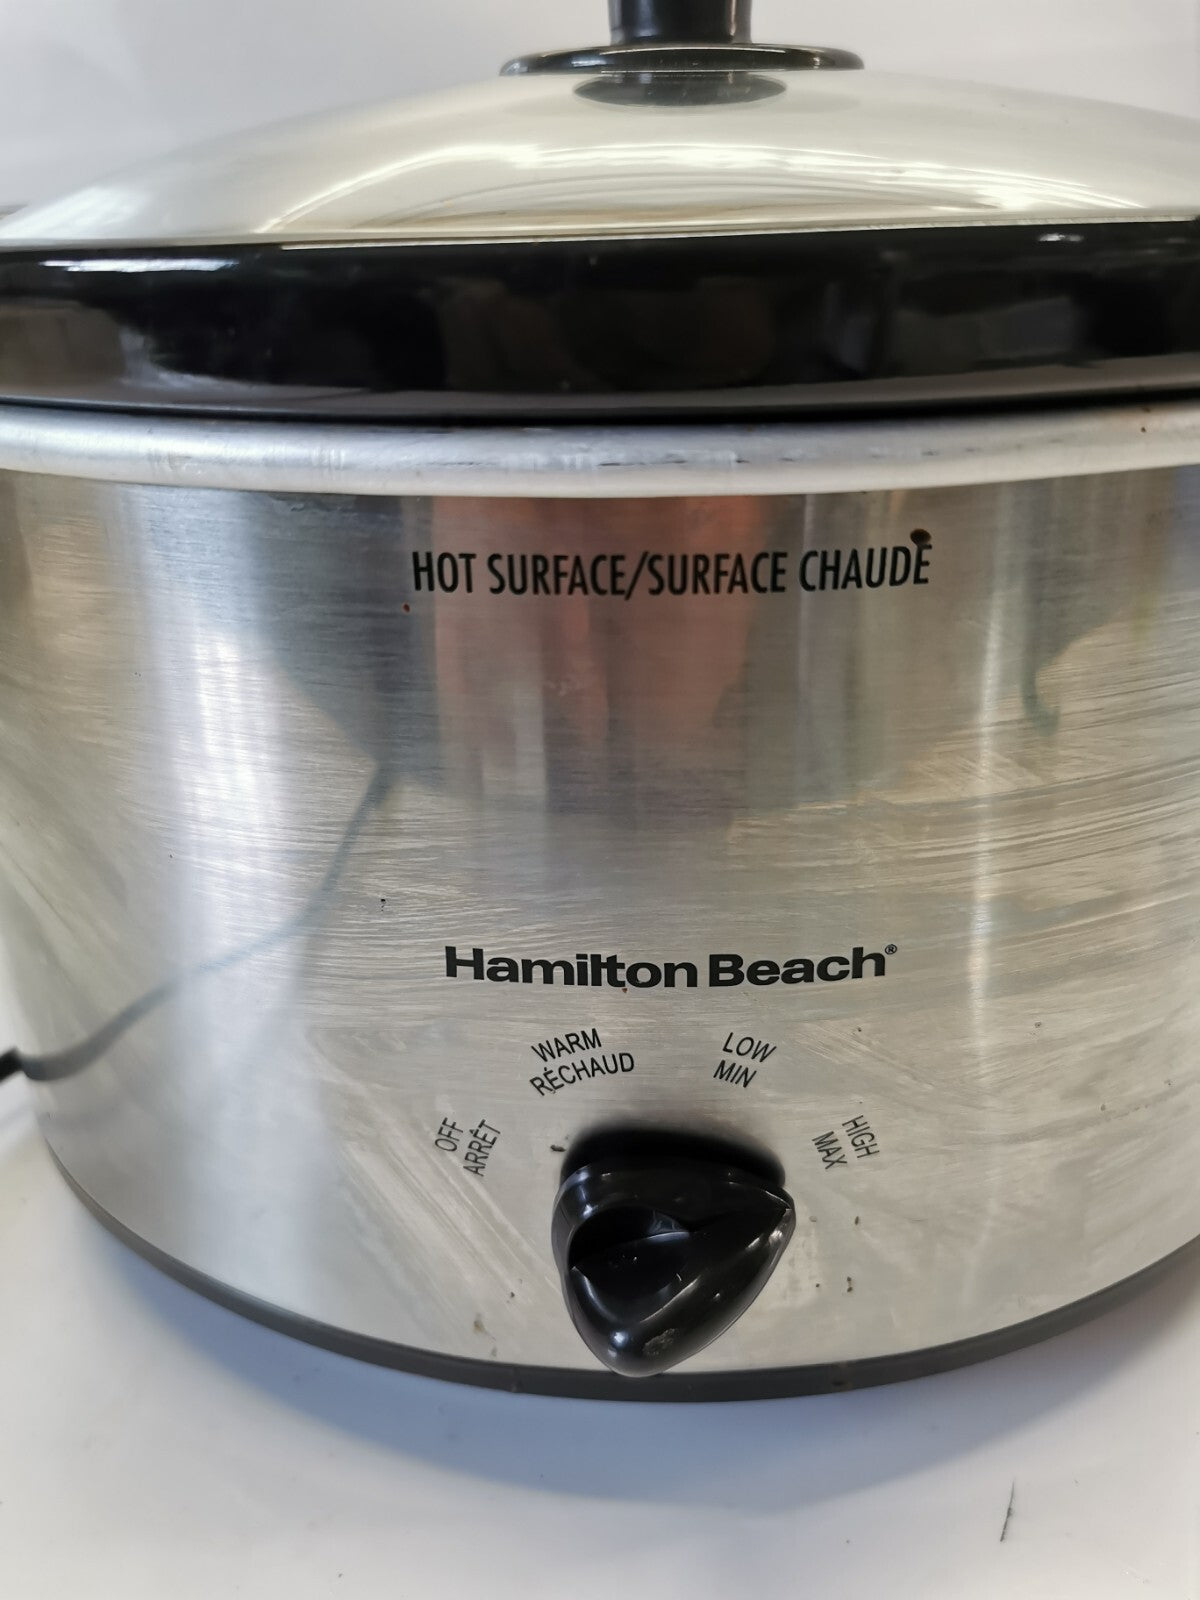 HOT SURFACE/SURFACE CHAUDE
Hamilton Beach®
WARM
RÉCHAUD
LOW
MIN
OFF
ARRÊT
HIGH
MAX